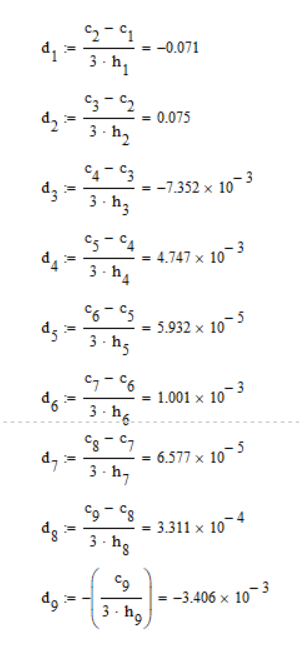 d₁ := (c₂ − c₁) / (3 · h₁) = −0.071
d₂ := (c₃ − c₂) / (3 · h₂) = 0.075
d₃ := (c₄ − c₃) / (3 · h₃) = −7.352 × 10⁻³
d₄ := (c₅ − c₄) / (3 · h₄) = 4.747 × 10⁻³
d₅ := (c₆ − c₅) / (3 · h₅) = 5.932 × 10⁻⁵
d₆ := (c₇ − c₆) / (3 · h₆) = 1.001 × 10⁻³
d₇ := (c₈ − c₇) / (3 · h₇) = 6.577 × 10⁻⁵
d₈ := (c₉ − c₈) / (3 · h₈) = 3.311 × 10⁻⁴
d₉ := −(c₉ / (3 · h₉)) = −3.406 × 10⁻³